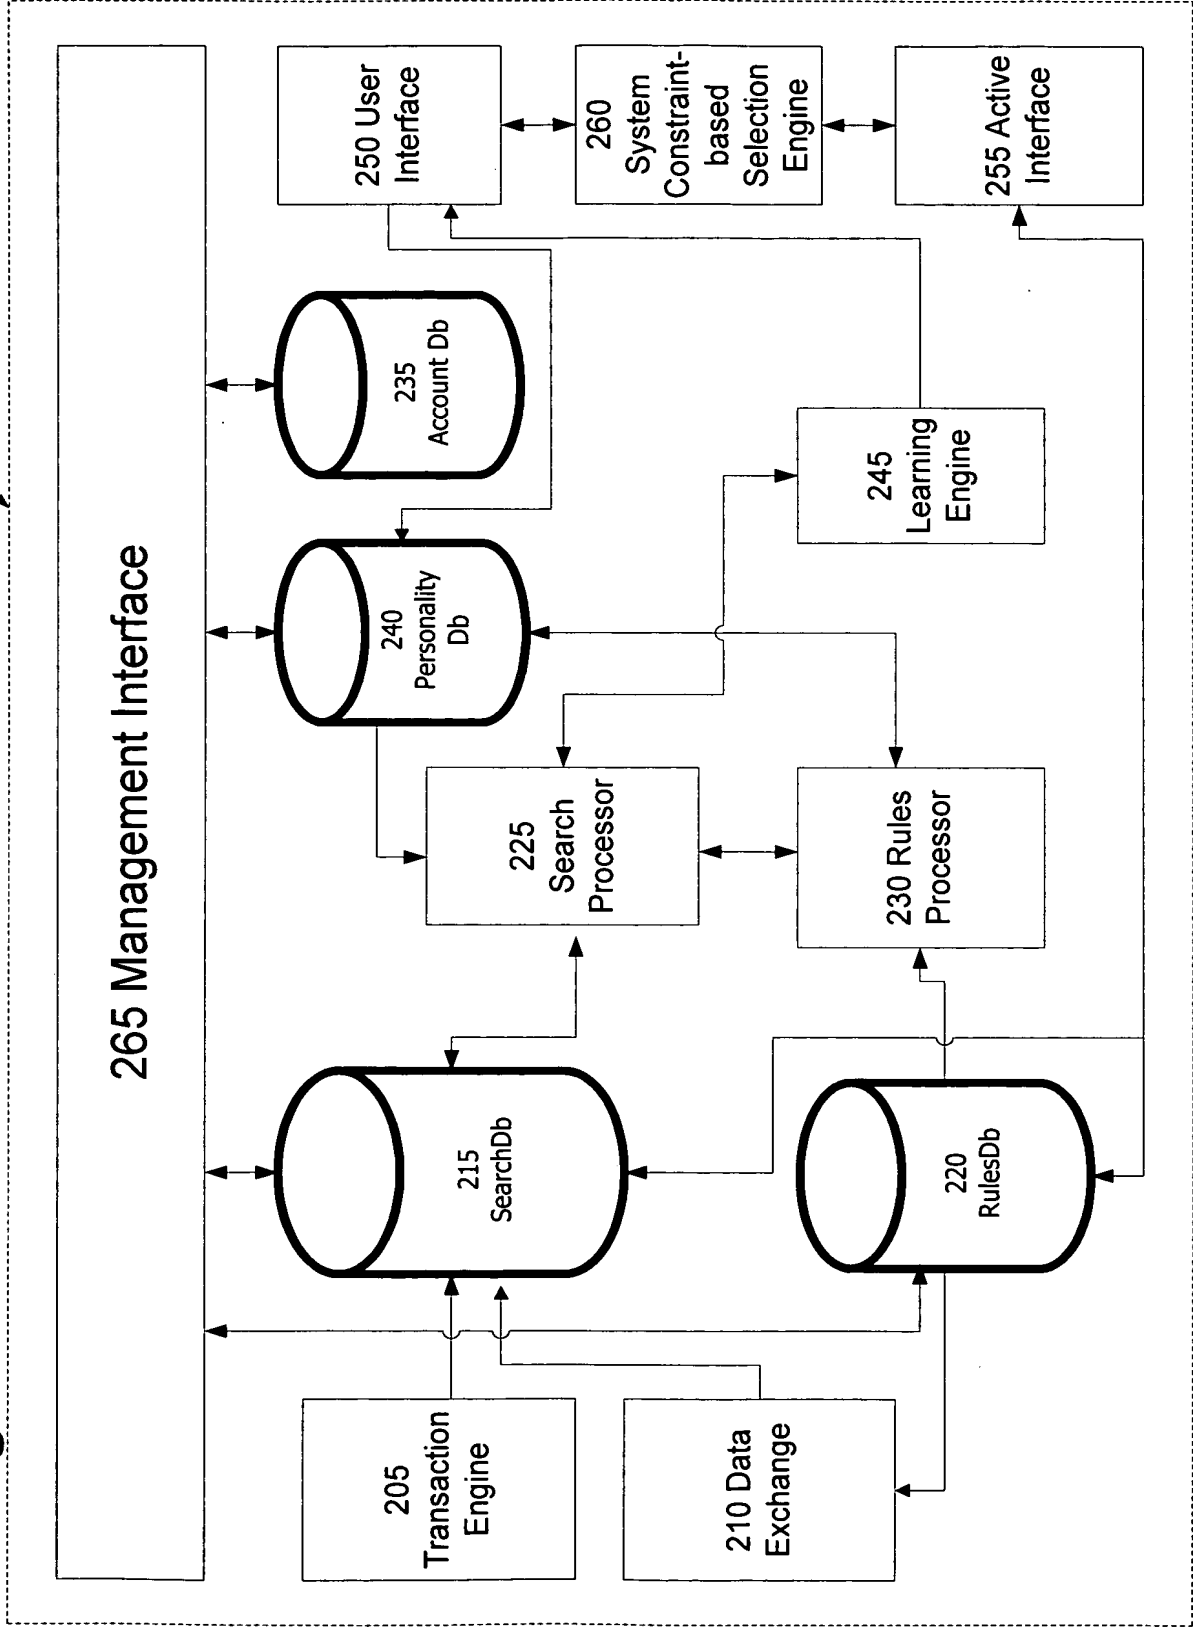 265 Management Interface
205
Transaction
Engine
210 Data
Exchange
215
SearchDb
220
RulesDb
225
Search
Processor
230 Rules
Processor
240
Personality
Db
235
Account Db
245
Learning
Engine
250 User
Interface
260
System
Constraint-
based
Selection
Engine
255 Active
Interface